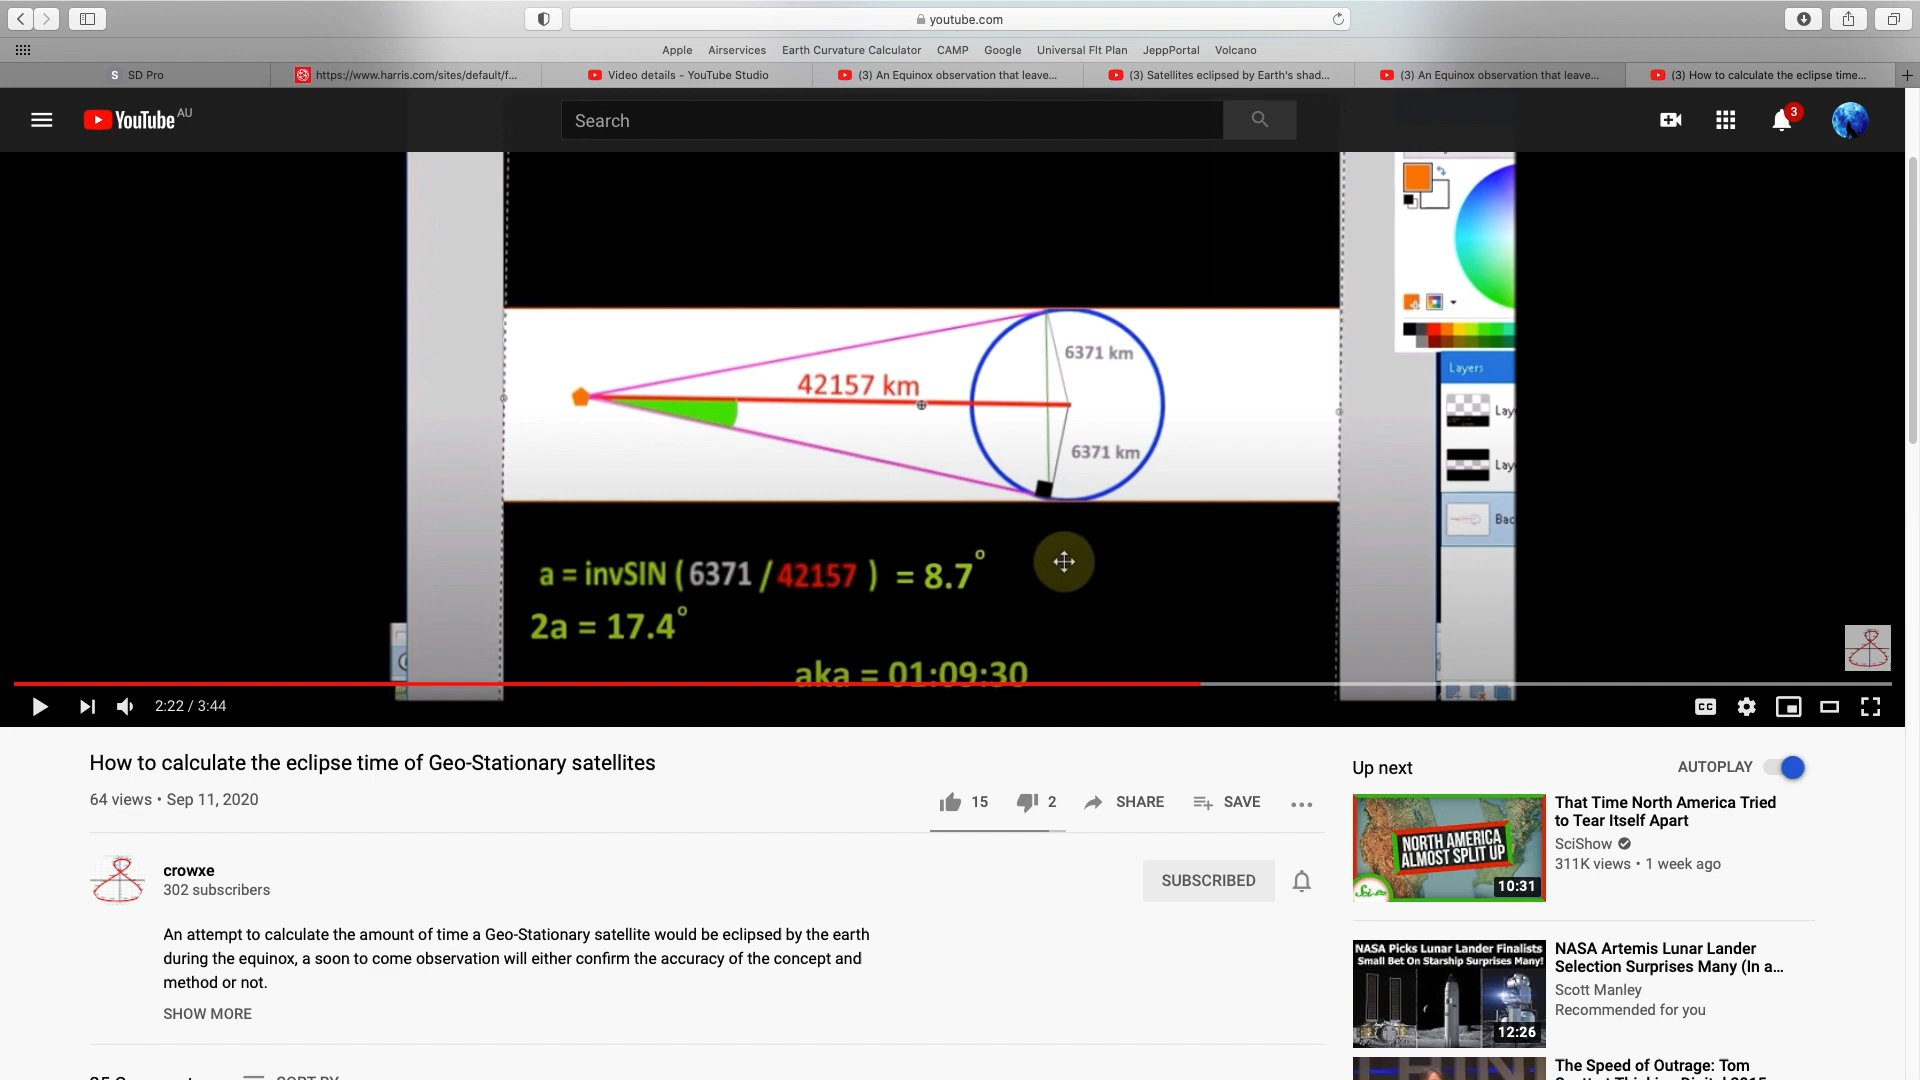 youtube.com
Apple Airservices Earth Curvature Calculator CAMP Google Universal Flt Plan JeppPortal Volcano
S SD Pro
https://www.harris.com/sites/default/f...
Video details - YouTube Studio
(3) An Equinox observation that leave...
(3) Satellites eclipsed by Earth's shad...
(3) An Equinox observation that leave...
(3) How to calculate the eclipse time...
YouTube AU
Search
3
6371 km
42157 km
6371 km
Layers
Lay
Lay
Bac
a = invSIN ( 6371 / 42157 ) = 8.7°
2a = 17.4°
aka = 01:09:30
2:22 / 3:44
CC
How to calculate the eclipse time of Geo-Stationary satellites
64 views • Sep 11, 2020
15
2
SHARE
SAVE
crowxe
302 subscribers
SUBSCRIBED
An attempt to calculate the amount of time a Geo-Stationary satellite would be eclipsed by the earth
during the equinox, a soon to come observation will either confirm the accuracy of the concept and
method or not.
SHOW MORE
Up next
AUTOPLAY
NORTH AMERICA
ALMOST SPLIT UP
10:31
That Time North America Tried
to Tear Itself Apart
SciShow
311K views • 1 week ago
NASA Picks Lunar Lander Finalists
Small Bet On Starship Surprises Many!
12:26
NASA Artemis Lunar Lander
Selection Surprises Many (In a...
Scott Manley
Recommended for you
The Speed of Outrage: Tom